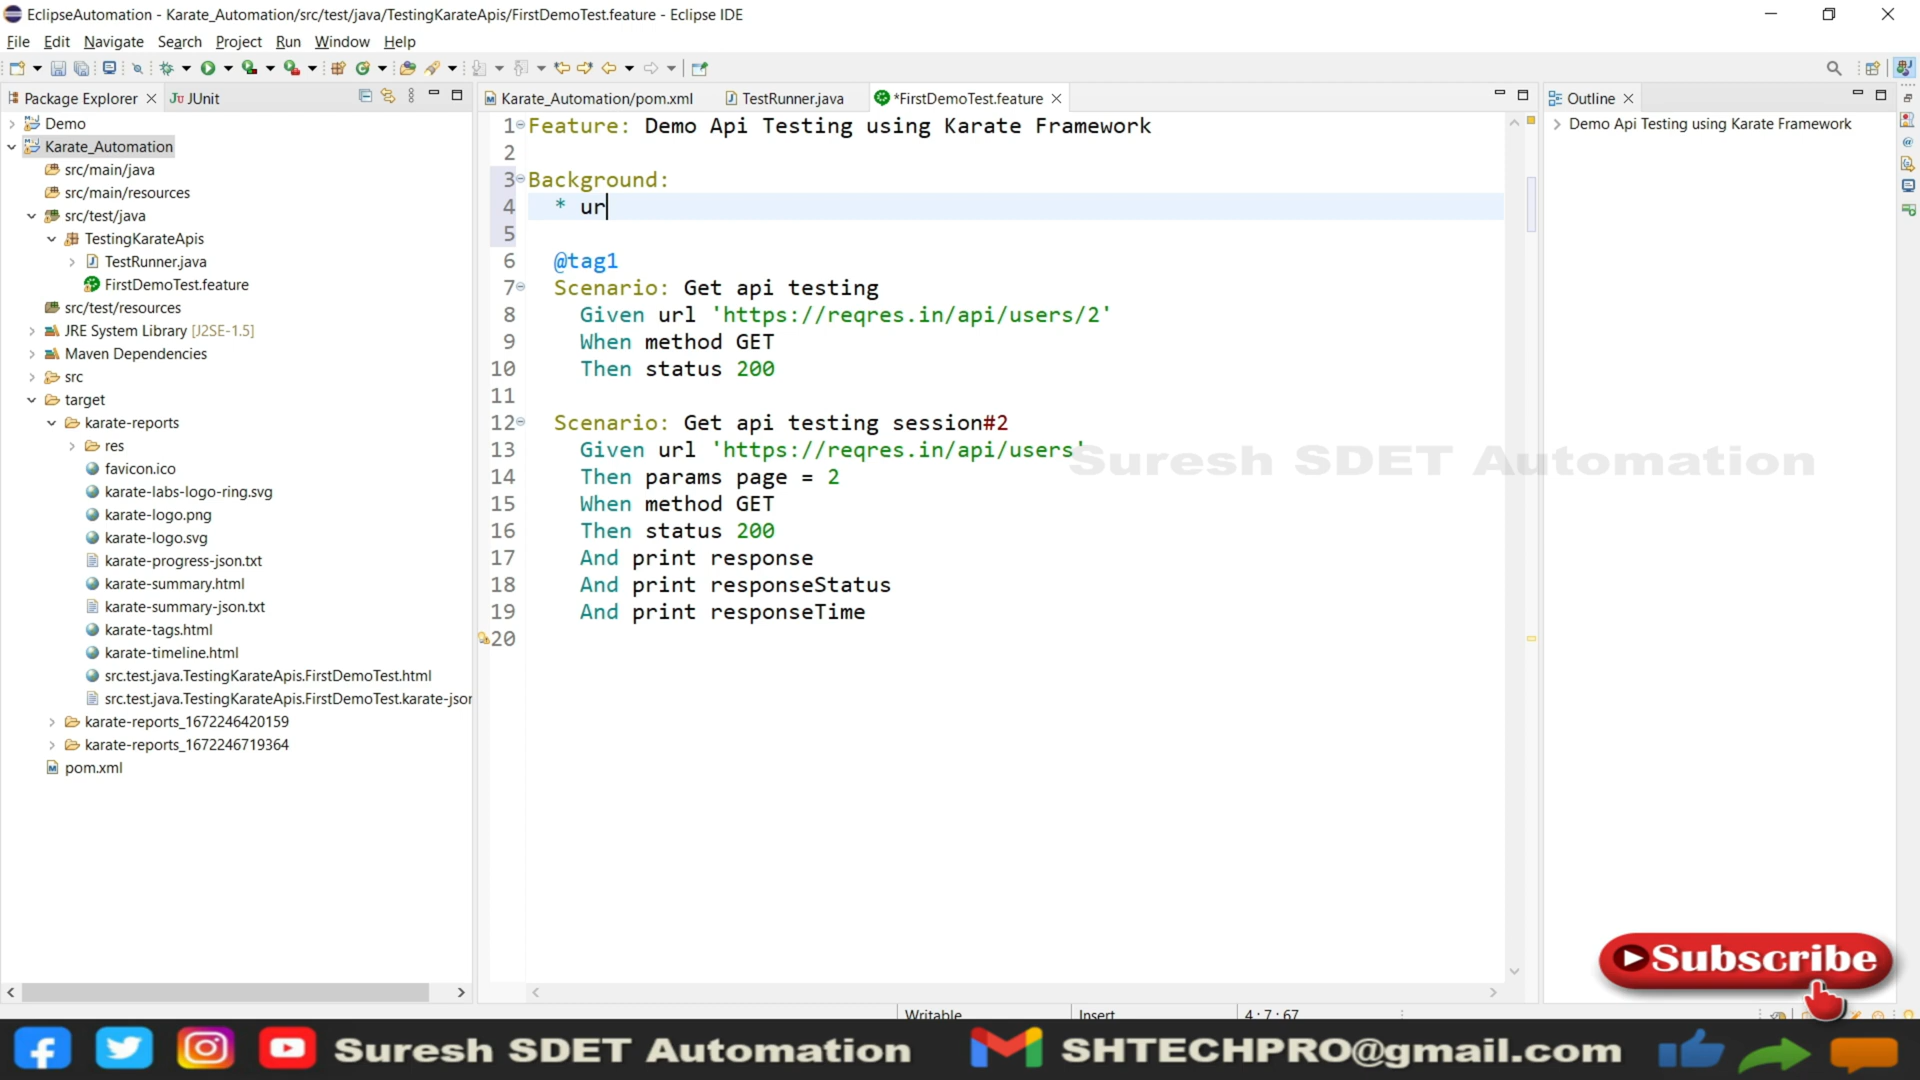 EclipseAutomation - Karate_Automation/src/test/java/TestingKarateApis/FirstDemoTest.feature - Eclipse IDE
File Edit Navigate Search Project Run Window Help
Package Explorer
JUnit
Demo
Karate_Automation
src/main/java
src/main/resources
src/test/java
TestingKarateApis
TestRunner.java
FirstDemoTest.feature
src/test/resources
JRE System Library [J2SE-1.5]
Maven Dependencies
src
target
karate-reports
res
favicon.ico
karate-labs-logo-ring.svg
karate-logo.png
karate-logo.svg
karate-progress-json.txt
karate-summary.html
karate-summary-json.txt
karate-tags.html
karate-timeline.html
src.test.java.TestingKarateApis.FirstDemoTest.html
src.test.java.TestingKarateApis.FirstDemoTest.karate-jsor
karate-reports_1672246420159
karate-reports_1672246719364
pom.xml
Karate_Automation/pom.xml TestRunner.java *FirstDemoTest.feature
1 Feature: Demo Api Testing using Karate Framework
2
3 Background:
4 * ur
5
6 @tag1
7 Scenario: Get api testing
8 Given url 'https://reqres.in/api/users/2'
9 When method GET
10 Then status 200
11
12 Scenario: Get api testing session#2
13 Given url 'https://reqres.in/api/users'
14 Then params page = 2
15 When method GET
16 Then status 200
17 And print response
18 And print responseStatus
19 And print responseTime
20
Suresh SDET Automation
Outline
Demo Api Testing using Karate Framework
Subscribe
Writable Insert 4 : 7 : 67
Suresh SDET Automation SHTECHPRO@gmail.com